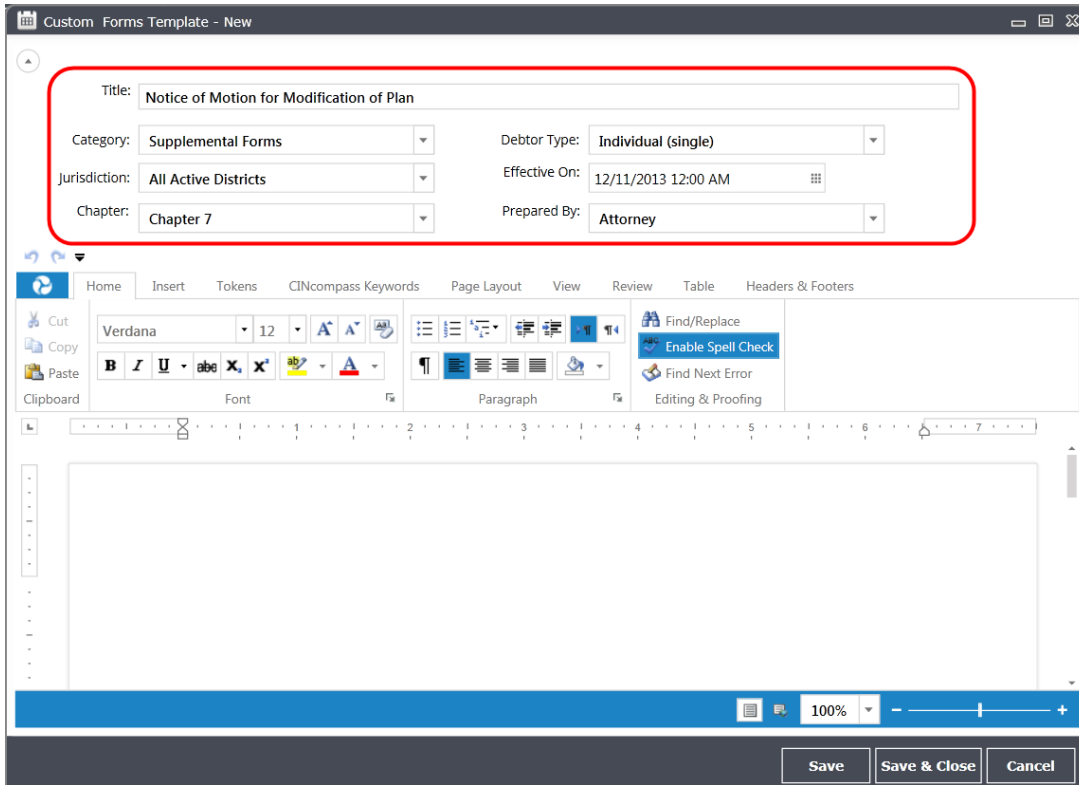 Custom Forms Template - New
Title: Notice of Motion for Modification of Plan
Category: Supplemental Forms Debtor Type: Individual (single)
Jurisdiction: All Active Districts Effective On: 12/11/2013 12:00 AM
Chapter: Chapter 7 Prepared By: Attorney
Home Insert Tokens CINcompass Keywords Page Layout View Review Table Headers & Footers
Cut Verdana 12 Find/Replace
Copy Enable Spell Check
Paste B I U abe X, X² ab A Find Next Error
Clipboard Font Paragraph Editing & Proofing
1 2 3 4 5 6 7
100%
Save Save & Close Cancel